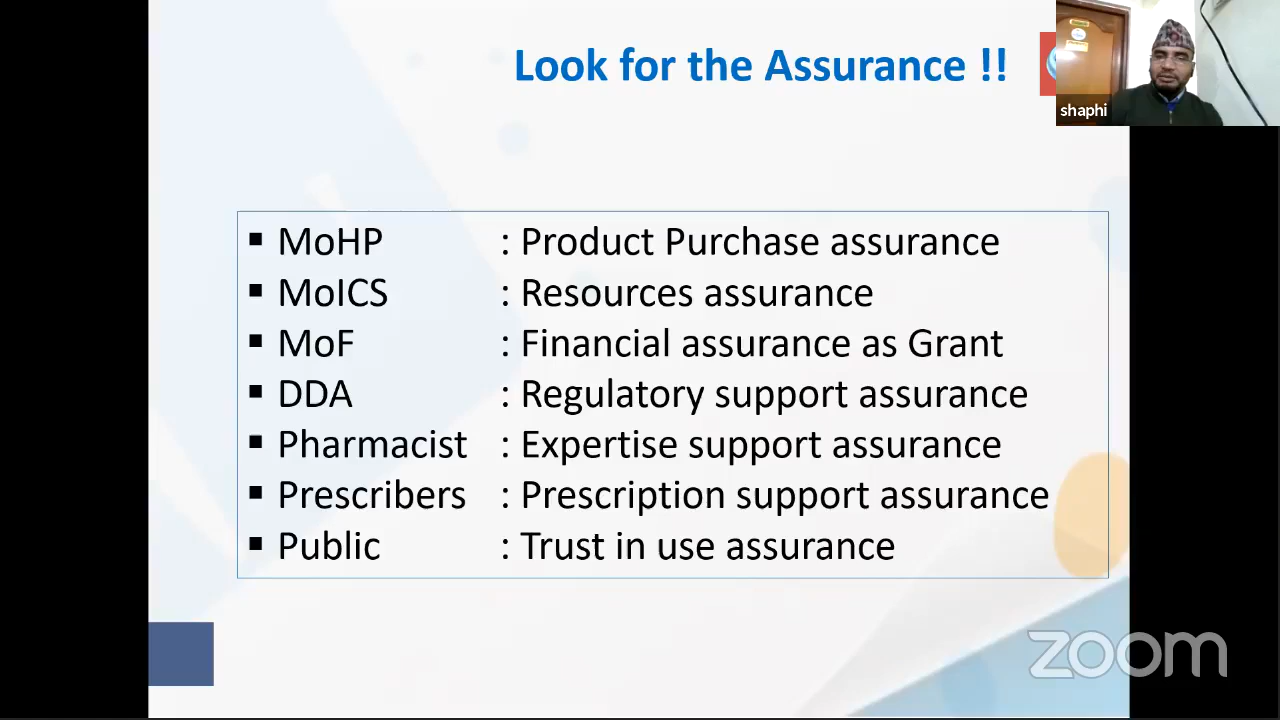 Look for the Assurance !!
shaphi
▪ MoHP : Product Purchase assurance
▪ MoICS : Resources assurance
▪ MoF : Financial assurance as Grant
▪ DDA : Regulatory support assurance
▪ Pharmacist : Expertise support assurance
▪ Prescribers : Prescription support assurance
▪ Public : Trust in use assurance
zoom